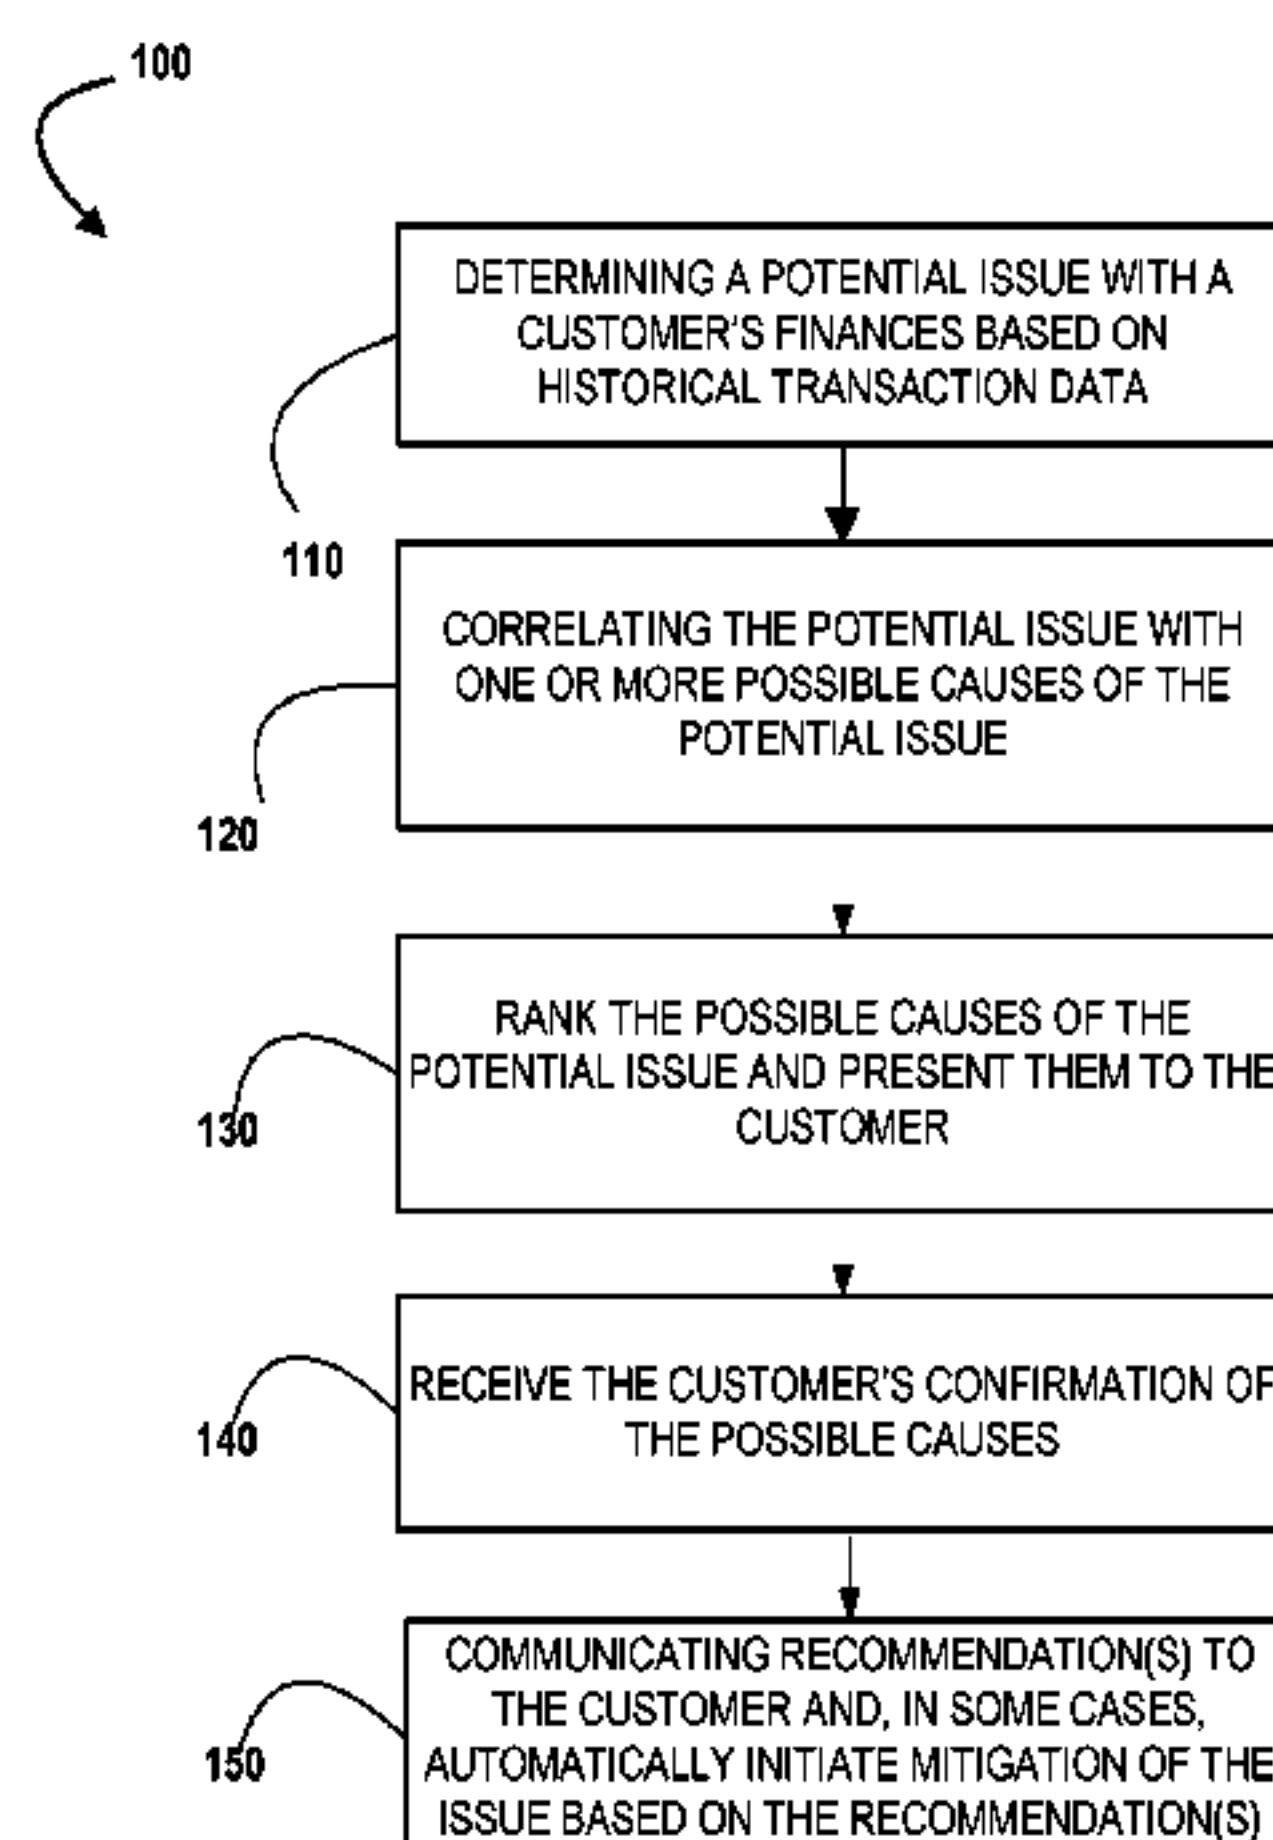 100
DETERMINING A POTENTIAL ISSUE WITH A
CUSTOMER'S FINANCES BASED ON
HISTORICAL TRANSACTION DATA
110
CORRELATING THE POTENTIAL ISSUE WITH
ONE OR MORE POSSIBLE CAUSES OF THE
POTENTIAL ISSUE
120
RANK THE POSSIBLE CAUSES OF THE
POTENTIAL ISSUE AND PRESENT THEM TO THE
CUSTOMER
130
RECEIVE THE CUSTOMER'S CONFIRMATION OF
THE POSSIBLE CAUSES
140
COMMUNICATING RECOMMENDATION(S) TO
THE CUSTOMER AND, IN SOME CASES,
AUTOMATICALLY INITIATE MITIGATION OF THE
ISSUE BASED ON THE RECOMMENDATION(S)
150